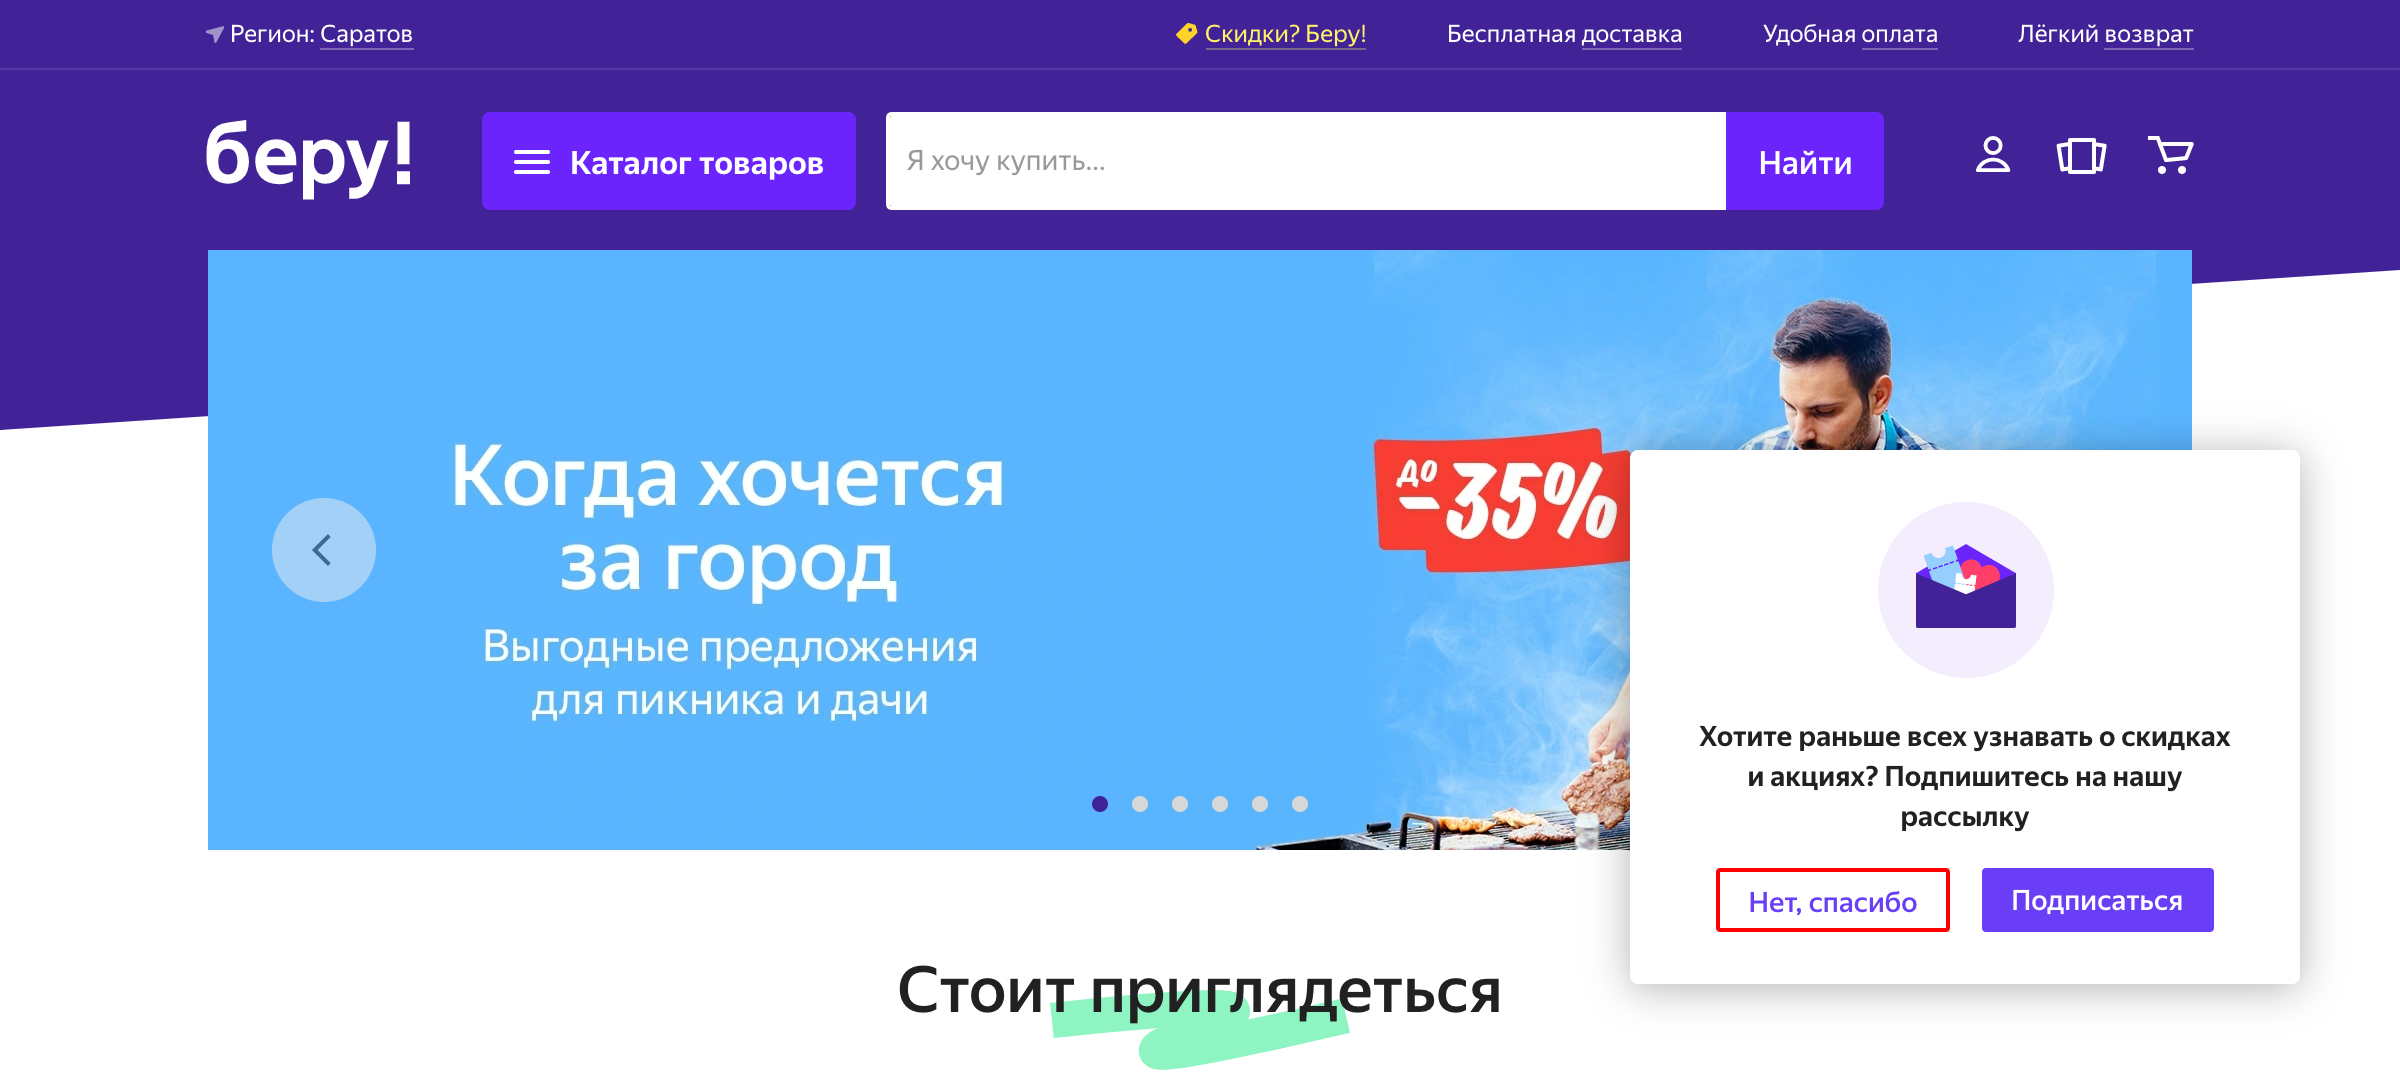 Регион: Саратов
Скидки? Беру!
Бесплатная доставка
Удобная оплата
Лёгкий возврат
беру!
Каталог товаров
Я хочу купить...
Найти
Когда хочется
за город
Выгодные предложения
для пикника и дачи
до
-35%
Хотите раньше всех узнавать о скидках
и акциях? Подпишитесь на нашу
рассылку
Нет, спасибо
Подписаться
Стоит приглядеться